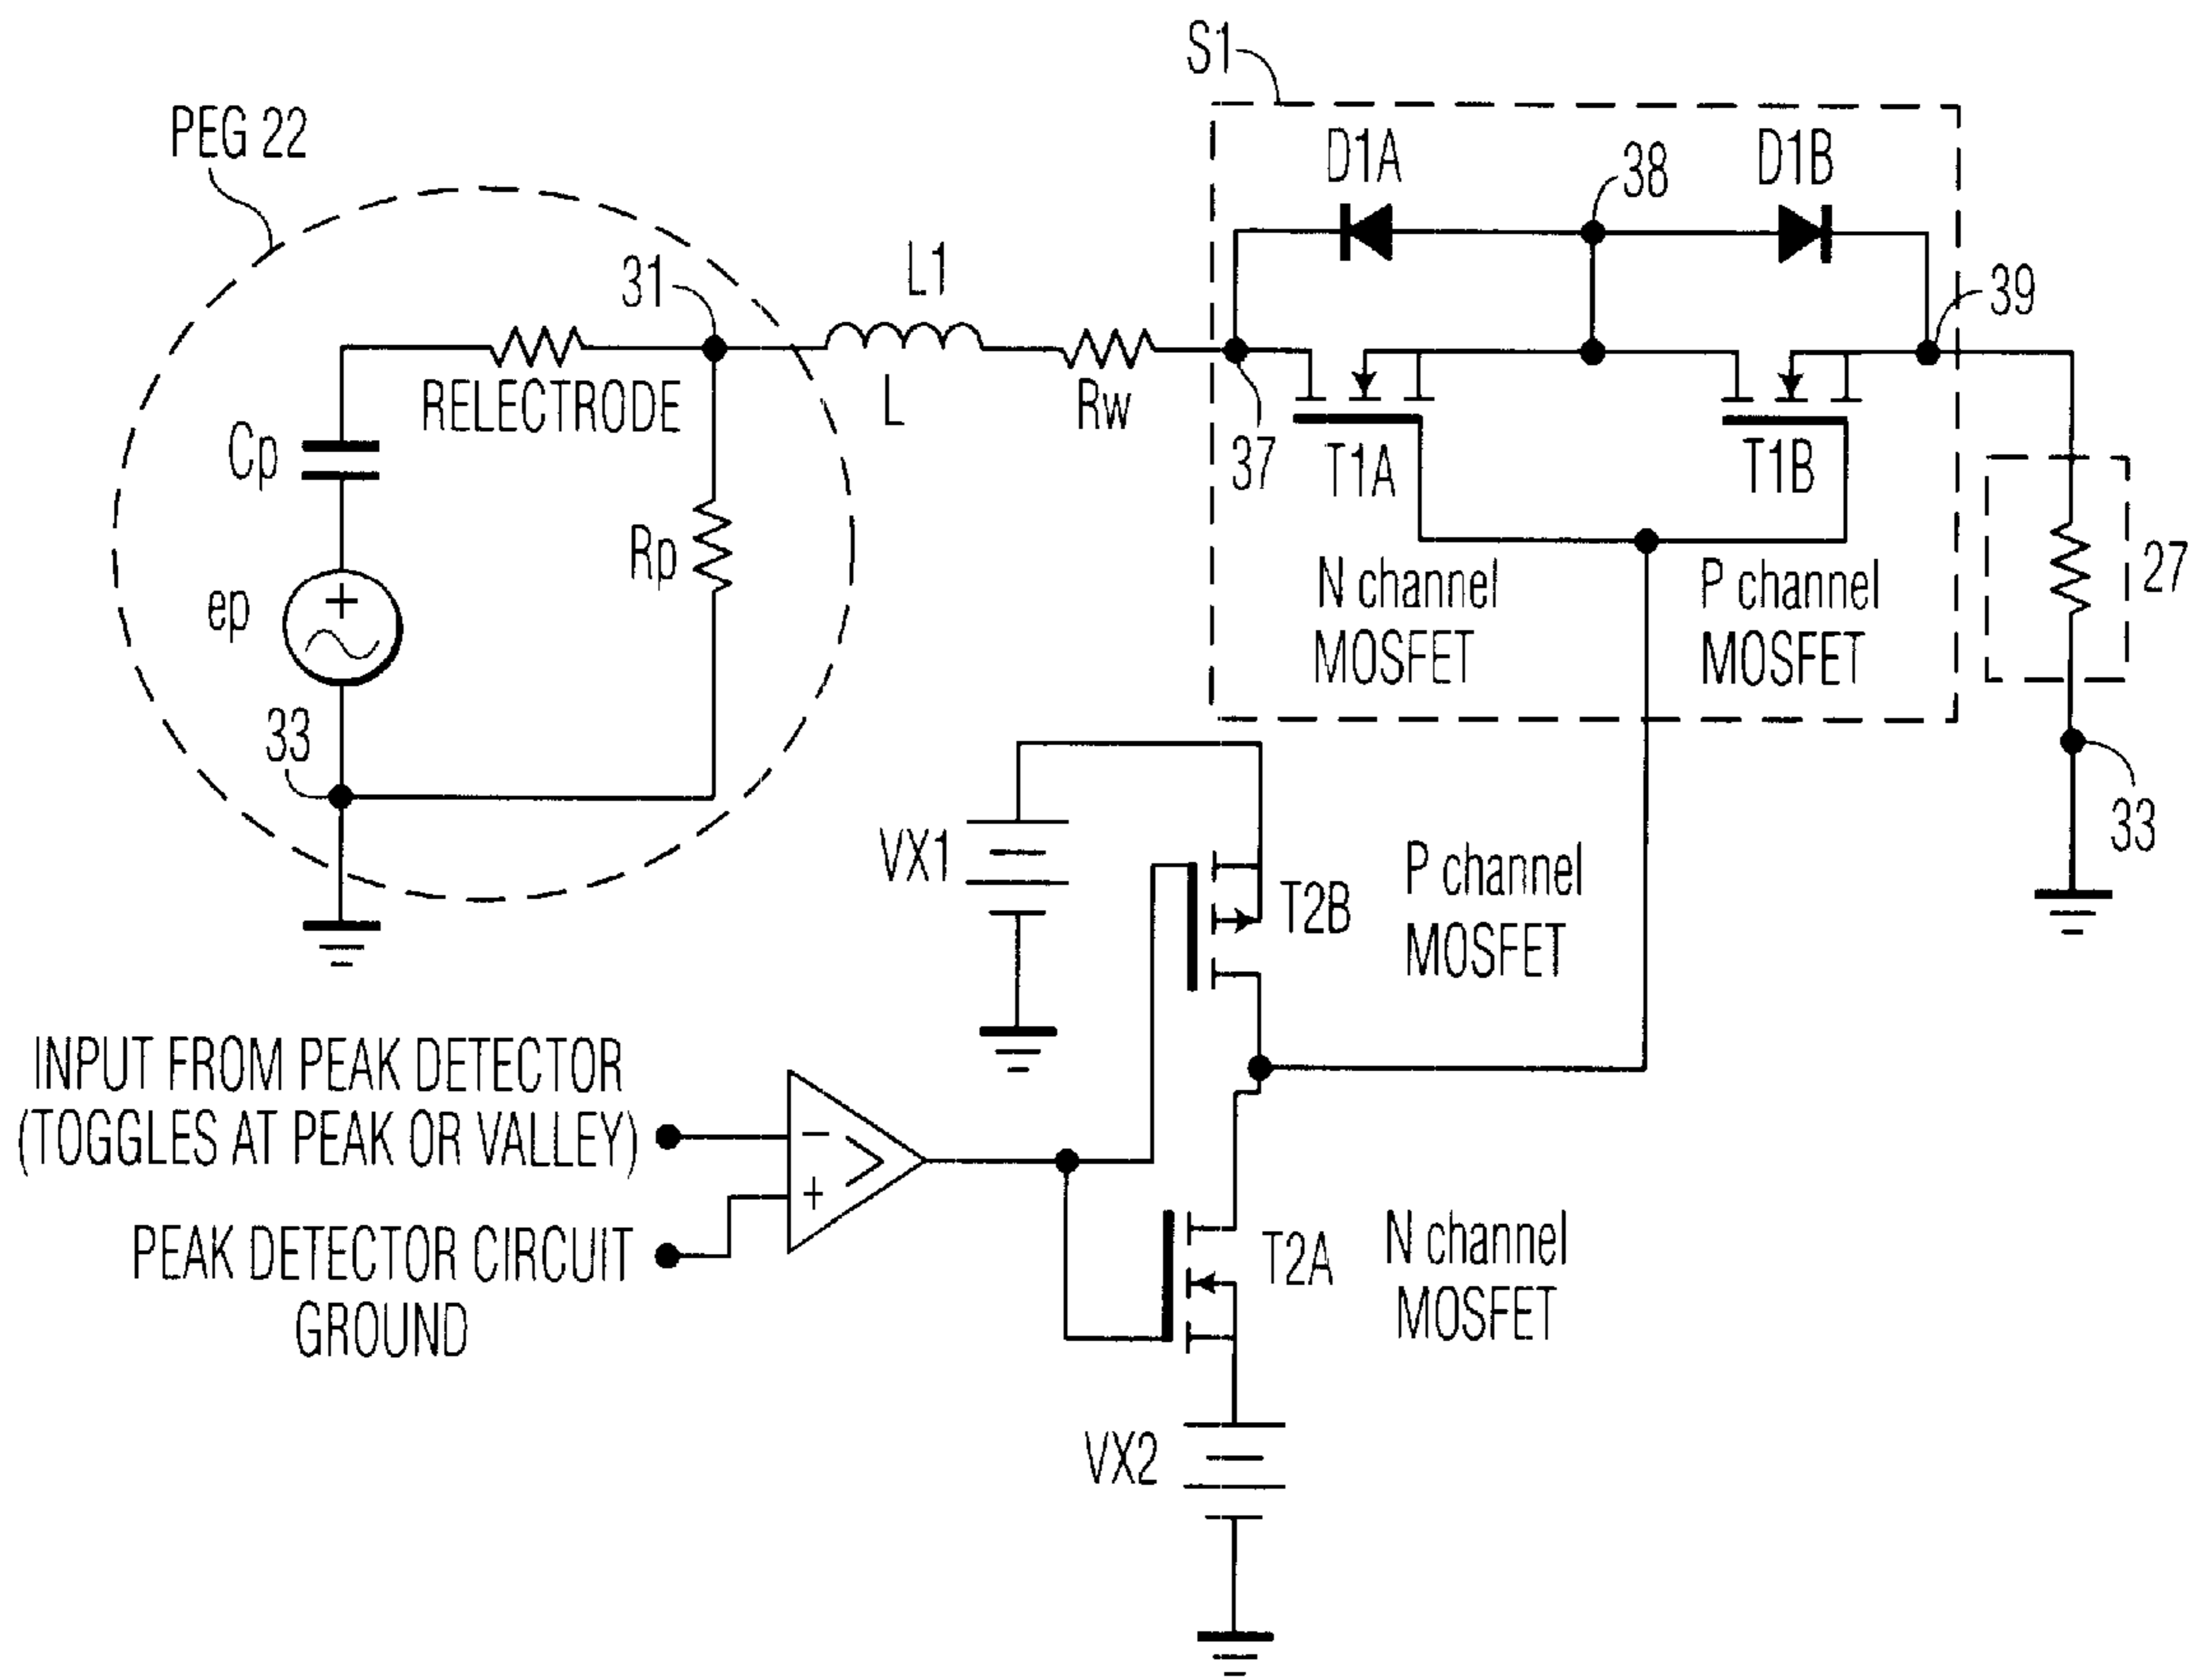 S1
PEG 22
D1A
38
D1B
31
L1
39
RELECTRODE
L
Rw
Cp
37
T1A
T1B
Rp
ep
N channel
MOSFET
P channel
MOSFET
27
33
33
VX1
P channel
MOSFET
T2B
INPUT FROM PEAK DETECTOR
(TOGGLES AT PEAK OR VALLEY)
PEAK DETECTOR CIRCUIT
GROUND
T2A
N channel
MOSFET
VX2